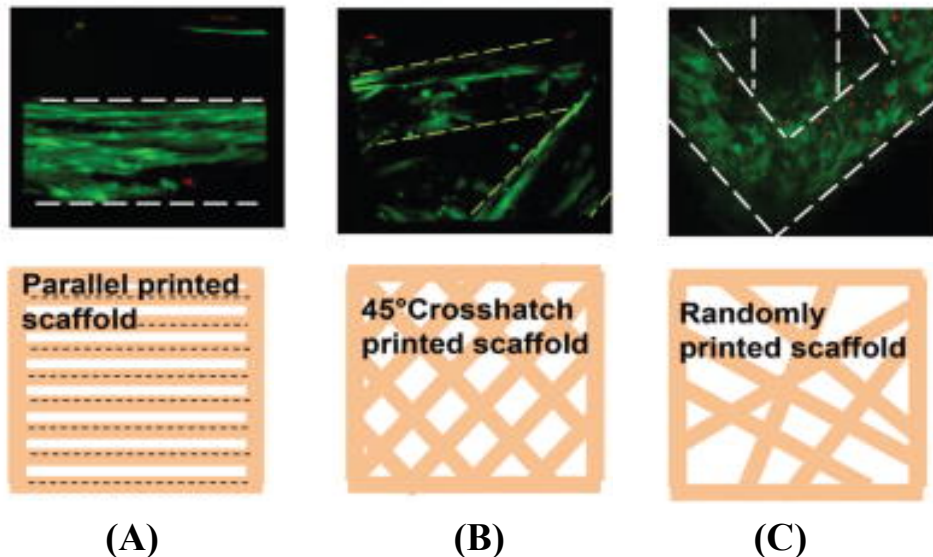 Parallel printed
scaffold
45°Crosshatch
printed scaffold
Randomly
printed scaffold
(A)
(B)
(C)